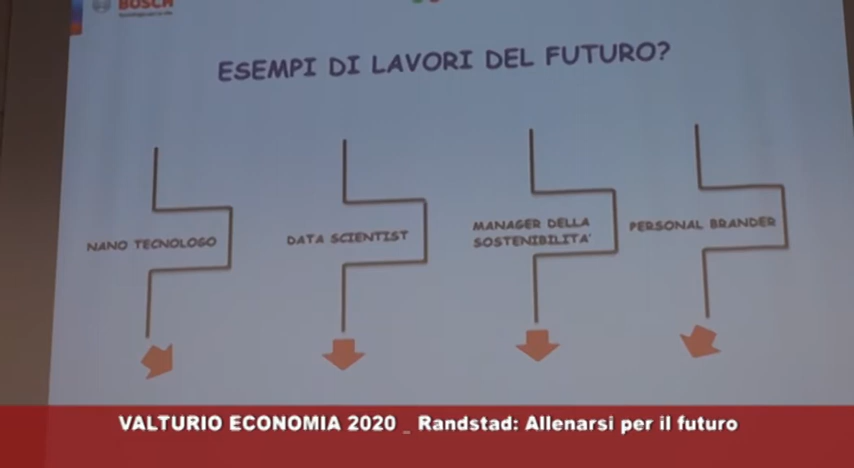 BOSCH
ESEMPI DI LAVORI DEL FUTURO?
NANO TECNOLOGO
DATA SCIENTIST
MANAGER DELLA
SOSTENIBILITA'
PERSONAL BRANDER
VALTURIO ECONOMIA 2020 _ Randstad: Allenarsi per il futuro